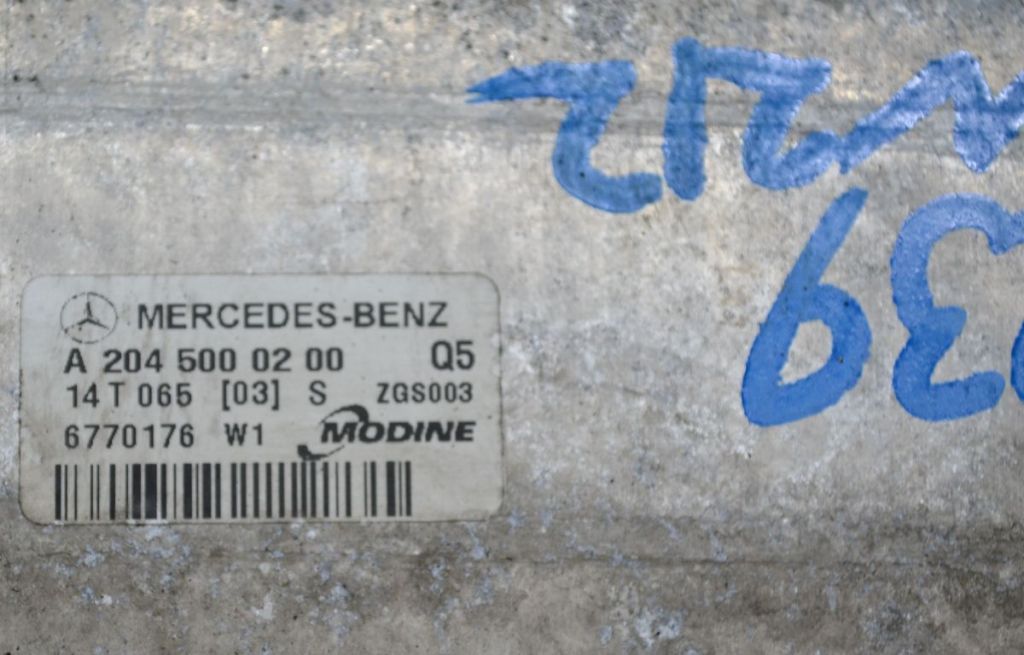 MERCEDES-BENZ
A 204 500 02 00 Q5
14 T 065 [03] S ZGS003
6770176 W1 MODINE